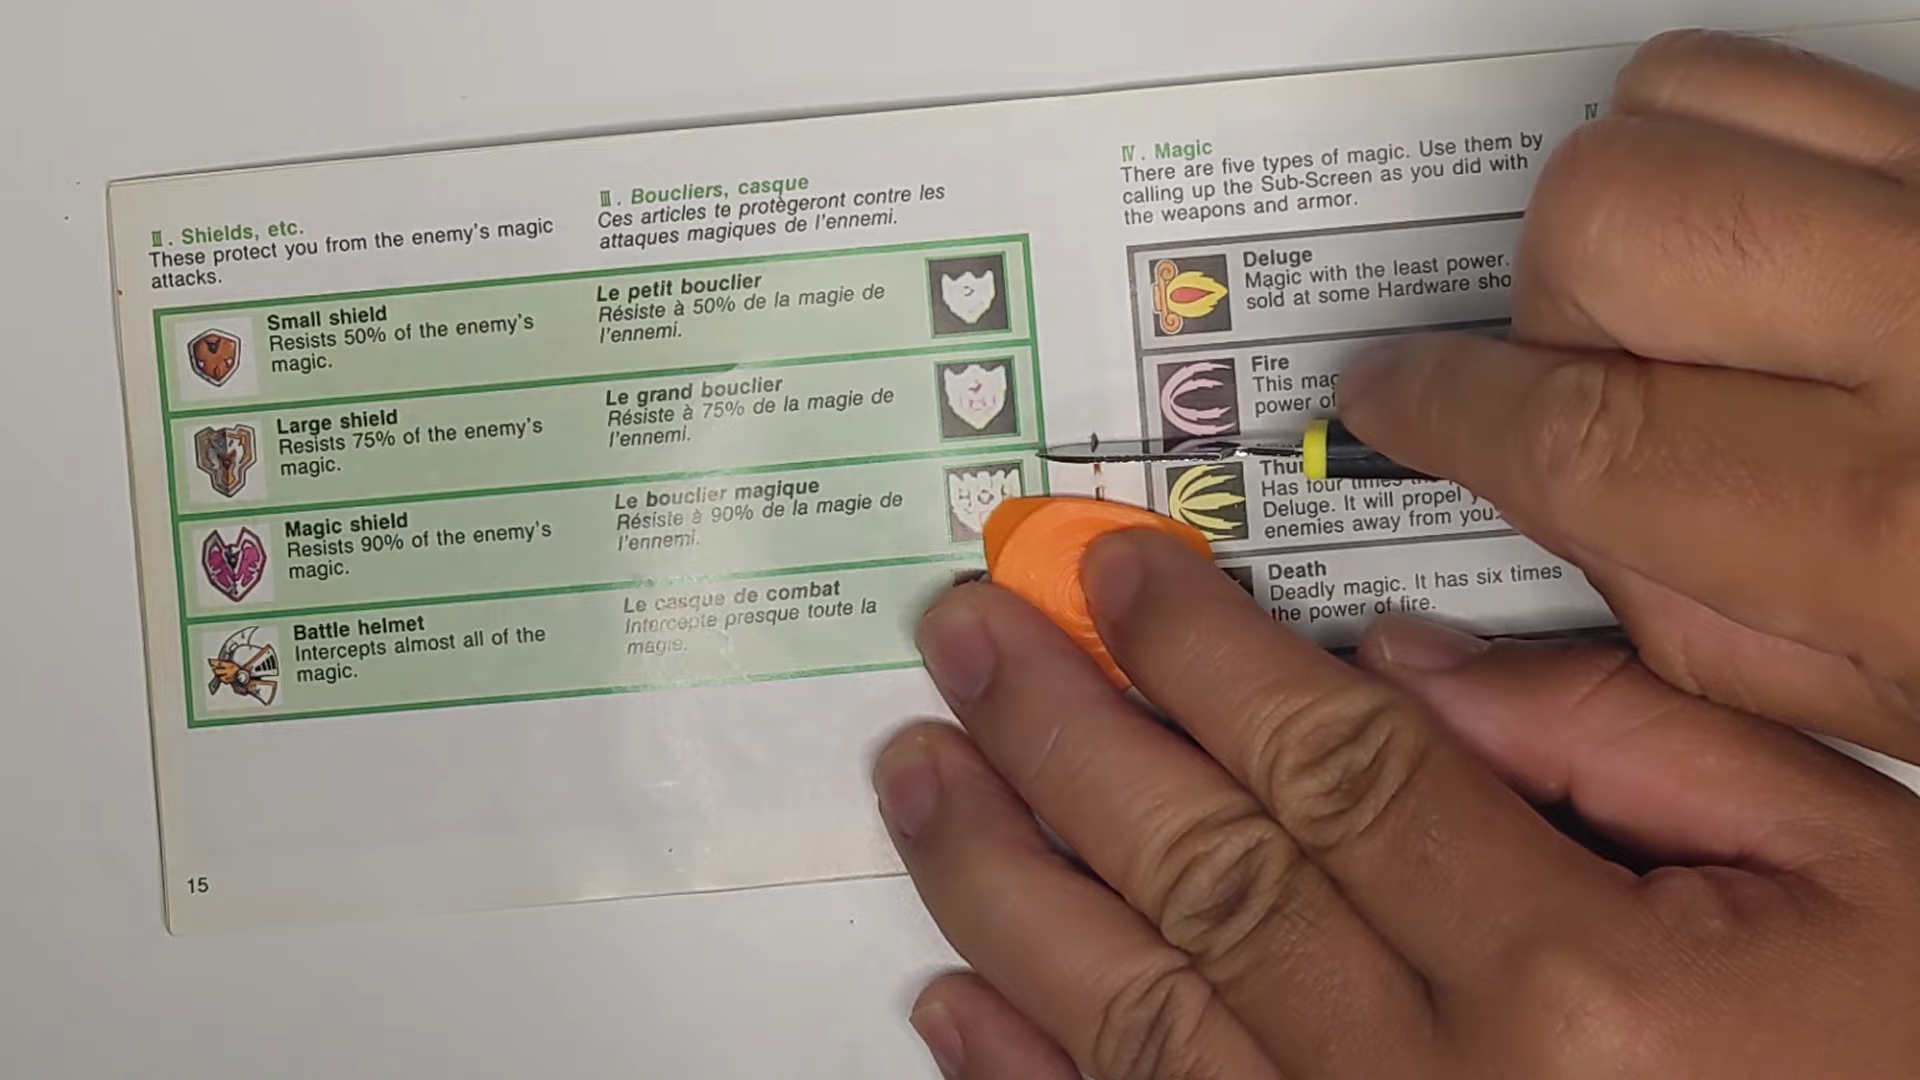 Ⅲ. Shields, etc.
These protect you from the enemy's magic
attacks.
Small shield
Resists 50% of the enemy's
magic.
Large shield
Resists 75% of the enemy's
magic.
Magic shield
Resists 90% of the enemy's
magic.
Battle helmet
Intercepts almost all of the
magic.
15
Ⅲ. Boucliers, casque
Ces articles te protègeront contre les
attaques magiques de l'ennemi.
Le petit bouclier
Résiste à 50% de la magie de
l'ennemi.
Le grand bouclier
Résiste à 75% de la magie de
l'ennemi.
Le bouclier magique
Résiste à 90% de la magie de
l'ennemi.
Le casque de combat
Intercepte presque toute la
magie.
Ⅳ. Magic
There are five types of magic. Use them by
calling up the Sub-Screen as you did with
the weapons and armor.
Deluge
Magic with the least power.
sold at some Hardware
Fire
This
power of
Has four times
Deluge. It will propel
enemies away from you.
Death
Deadly magic. It has six times
the power of fire.
Ⅳ